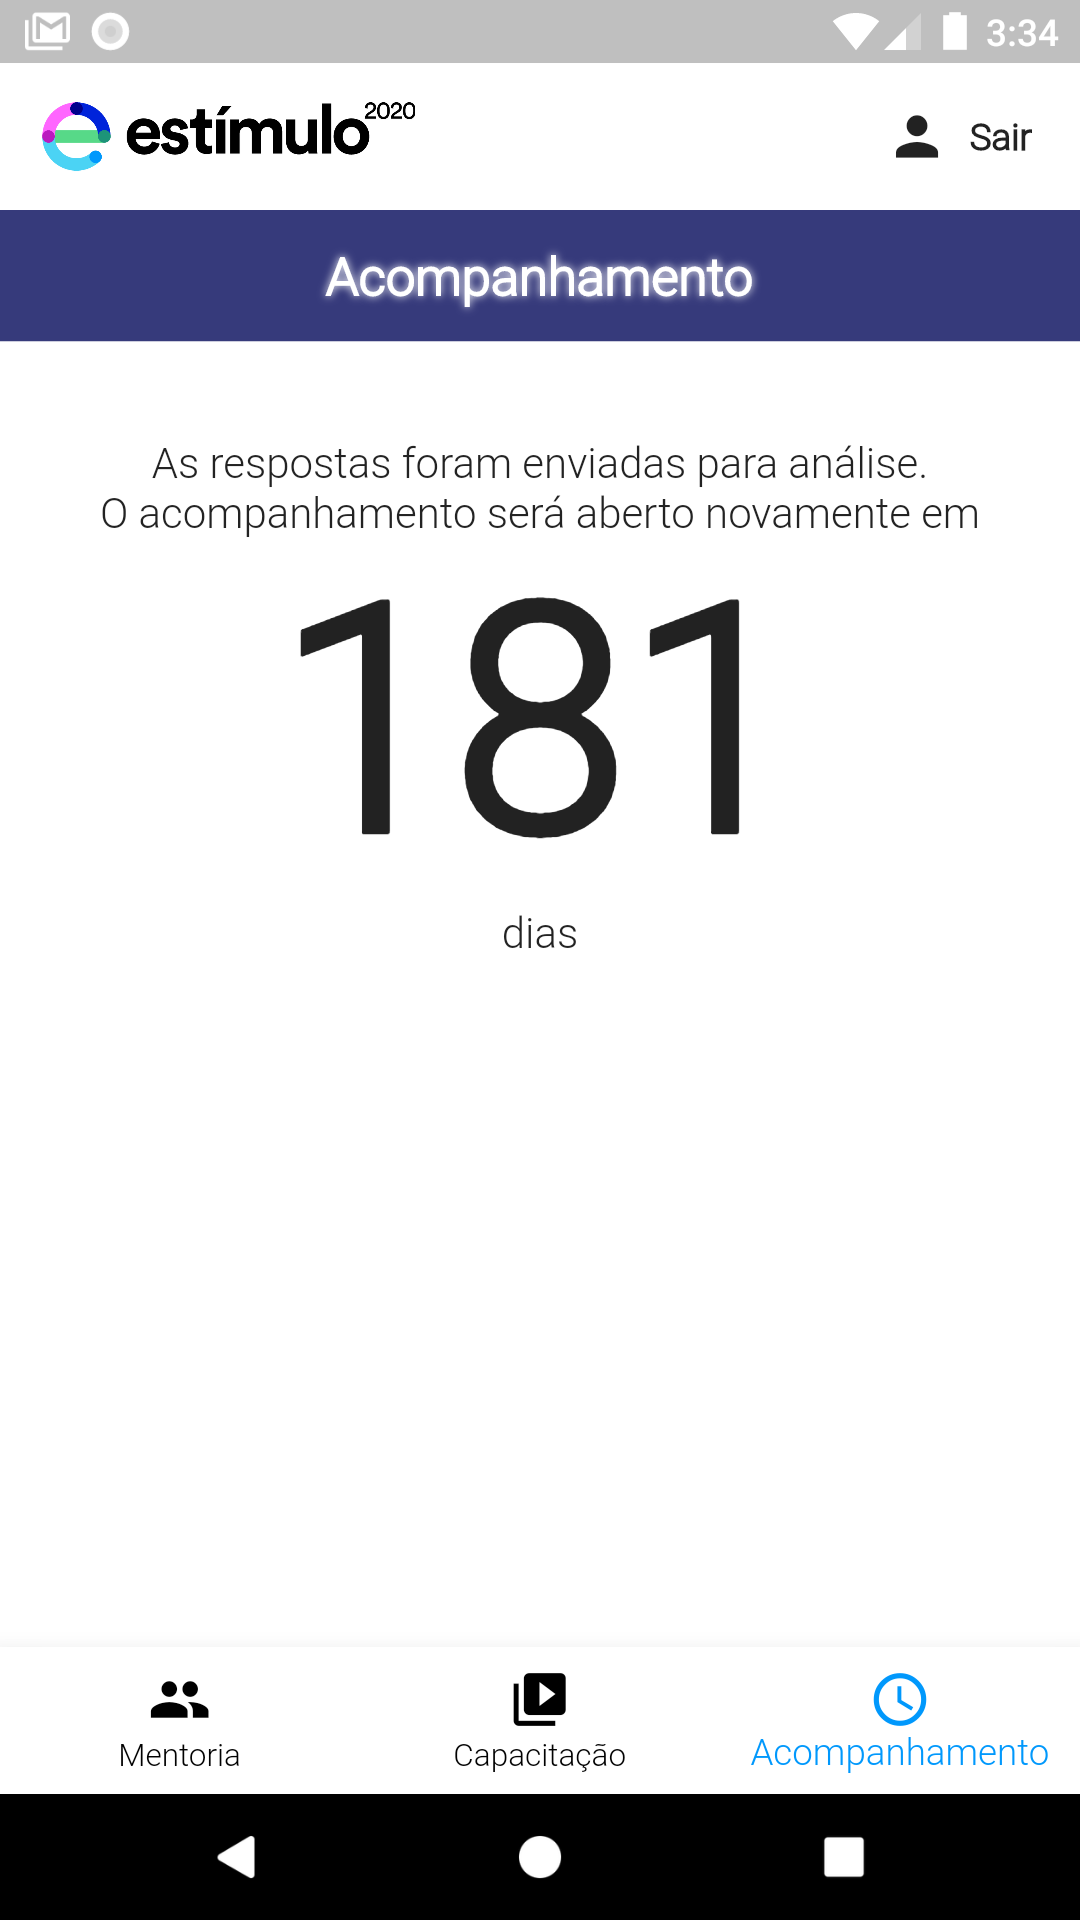 3:34
estímulo2020
Sair
Acompanhamento
As respostas foram enviadas para análise.
O acompanhamento será aberto novamente em
181
dias
Mentoria
Capacitação
Acompanhamento